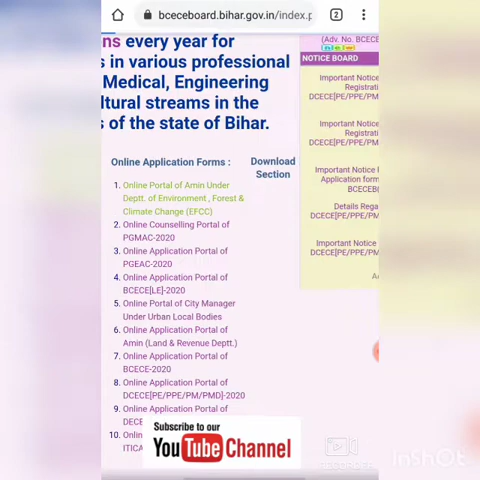 bceceboard.bihar.gov.in/index.p
2
ns every year for
s in various professional
Medical, Engineering
ltural streams in the
s of the state of Bihar.
(Adv. No. BCECE
NOTICE BOARD
Important Notice
Registrati
DCECE[PE/PPE/PM
Important Notice
Registrati
DCECE[PE/PPE/PM
Important Notice
Application form
BCECEB(
Details Rega
DCECE[PE/PPE/PM
Important Notice
DCECE[PE/PPE/PM
Online Application Forms :
Download
Section
1. Online Portal of Amin Under
Deptt. of Environment , Forest &
Climate Change (EFCC)
2. Online Counselling Portal of
PGMAC-2020
3. Online Application Portal of
PGEAC-2020
4. Online Application Portal of
BCECE[LE]-2020
5. Online Portal of City Manager
Under Urban Local Bodies
6. Online Application Portal of
Amin (Land & Revenue Deptt.)
7. Online Application Portal of
BCECE-2020
8. Online Application Portal of
DCECE[PE/PPE/PM/PMD]-2020
9. Online Application Portal of
DECE
10. Onlin
ITICA
Subscribe to our
YouTube Channel
InShOt